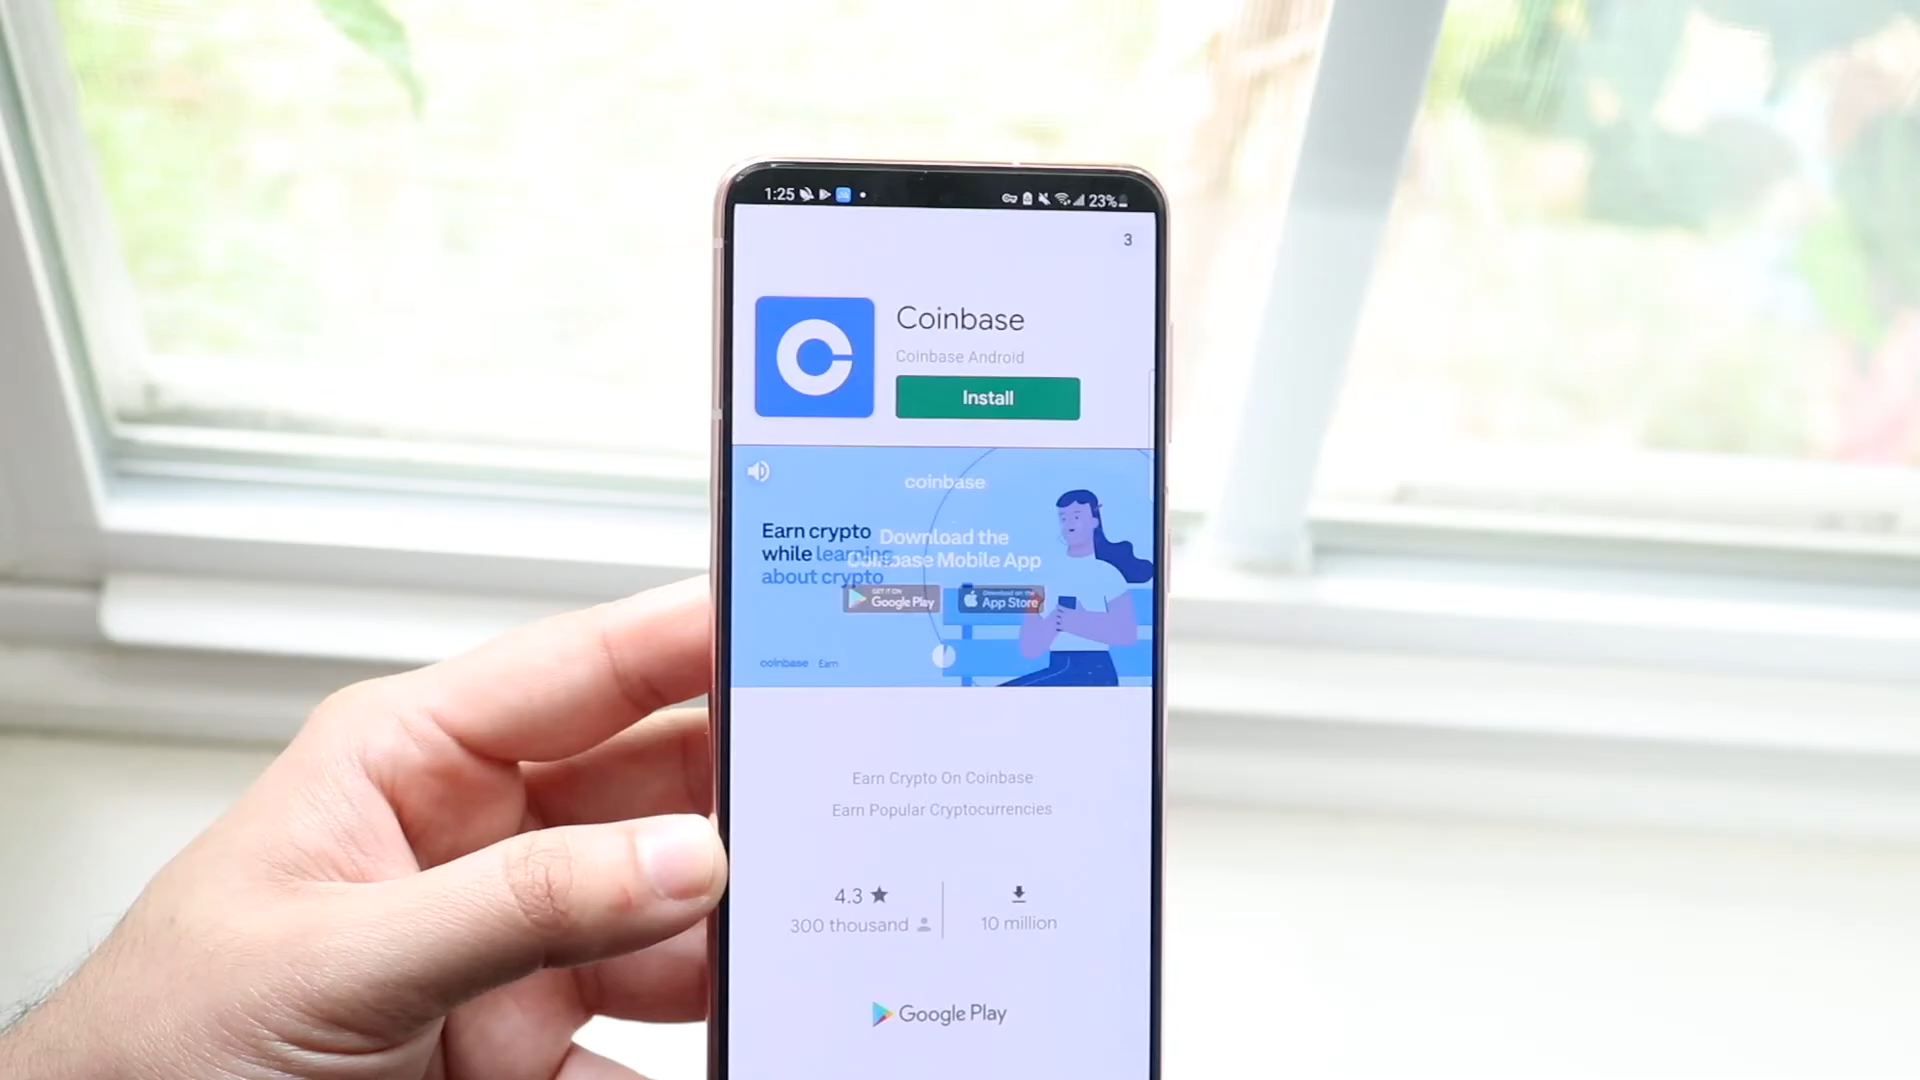 1:25
23%
3
Coinbase
Coinbase Android
Install
coinbase
Earn crypto
while learning
about crypto
Download the
Coinbase Mobile App
GET IT ON
Google Play
Download on the
App Store
coinbase Earn
Earn Crypto On Coinbase
Earn Popular Cryptocurrencies
4.3
300 thousand
10 million
Google Play